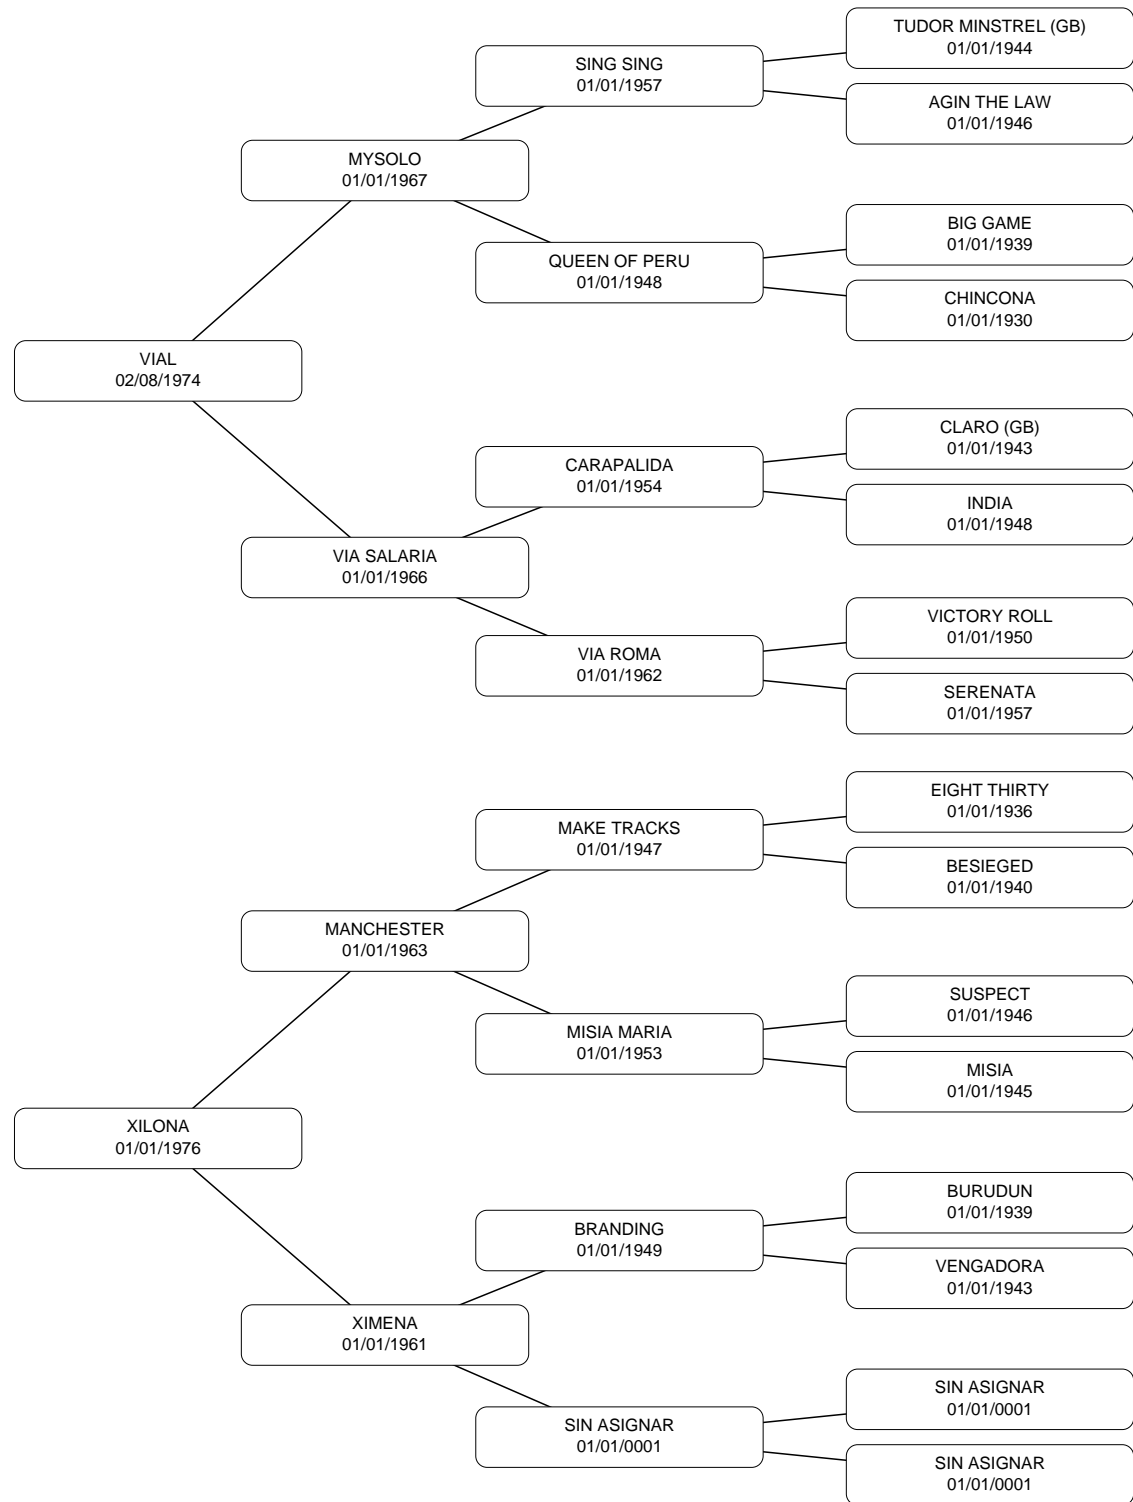 TUDOR MINSTREL (GB)
01/01/1944
SING SING
01/01/1957
AGIN THE LAW
01/01/1946
MYSOLO
01/01/1967
BIG GAME
01/01/1939
QUEEN OF PERU
01/01/1948
CHINCONA
01/01/1930
VIAL
02/08/1974
CLARO (GB)
01/01/1943
CARAPALIDA
01/01/1954
INDIA
01/01/1948
VIA SALARIA
01/01/1966
VICTORY ROLL
01/01/1950
VIA ROMA
01/01/1962
SERENATA
01/01/1957
EIGHT THIRTY
01/01/1936
MAKE TRACKS
01/01/1947
BESIEGED
01/01/1940
MANCHESTER
01/01/1963
SUSPECT
01/01/1946
MISIA MARIA
01/01/1953
MISIA
01/01/1945
XILONA
01/01/1976
BURUDUN
01/01/1939
BRANDING
01/01/1949
VENGADORA
01/01/1943
XIMENA
01/01/1961
SIN ASIGNAR
01/01/0001
SIN ASIGNAR
01/01/0001
SIN ASIGNAR
01/01/0001